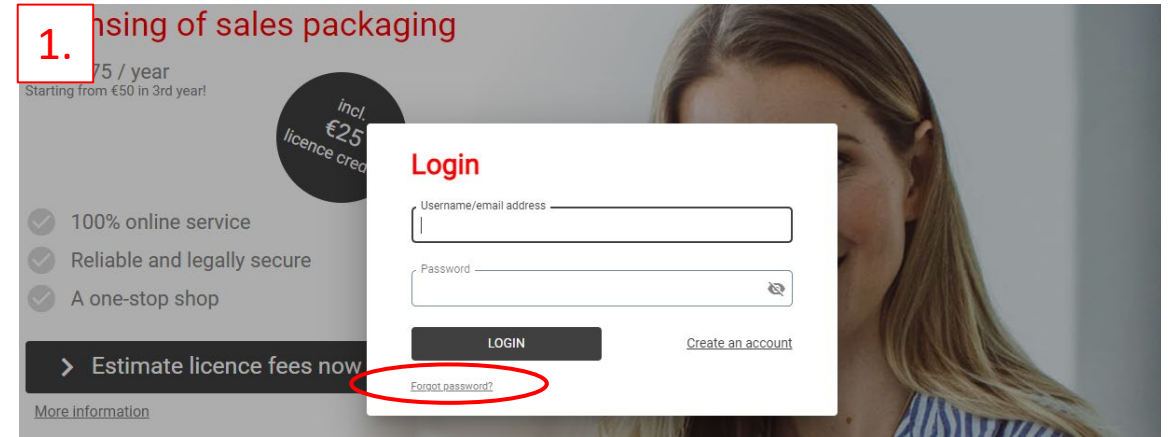 1.
nsing of sales packaging
75 / year
Starting from €50 in 3rd year!
incl.
€25
licence
100% online service
Reliable and legally secure
A one-stop shop
Estimate licence fees now
More information
Login
Username/email address
Password
LOGIN
Create an account
Forgot password?